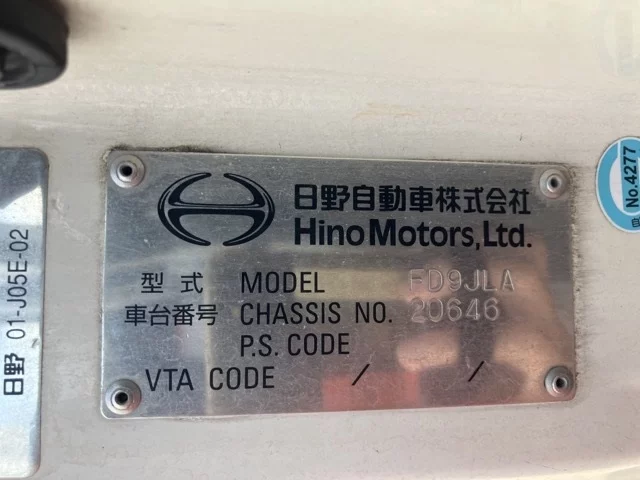 日野自動車株式会社
Hino Motors, Ltd.
型式 MODEL FD9JLA
車台番号 CHASSIS NO. 20646
P.S. CODE
VTA CODE / /
日野 01-J05E-02
No.4277